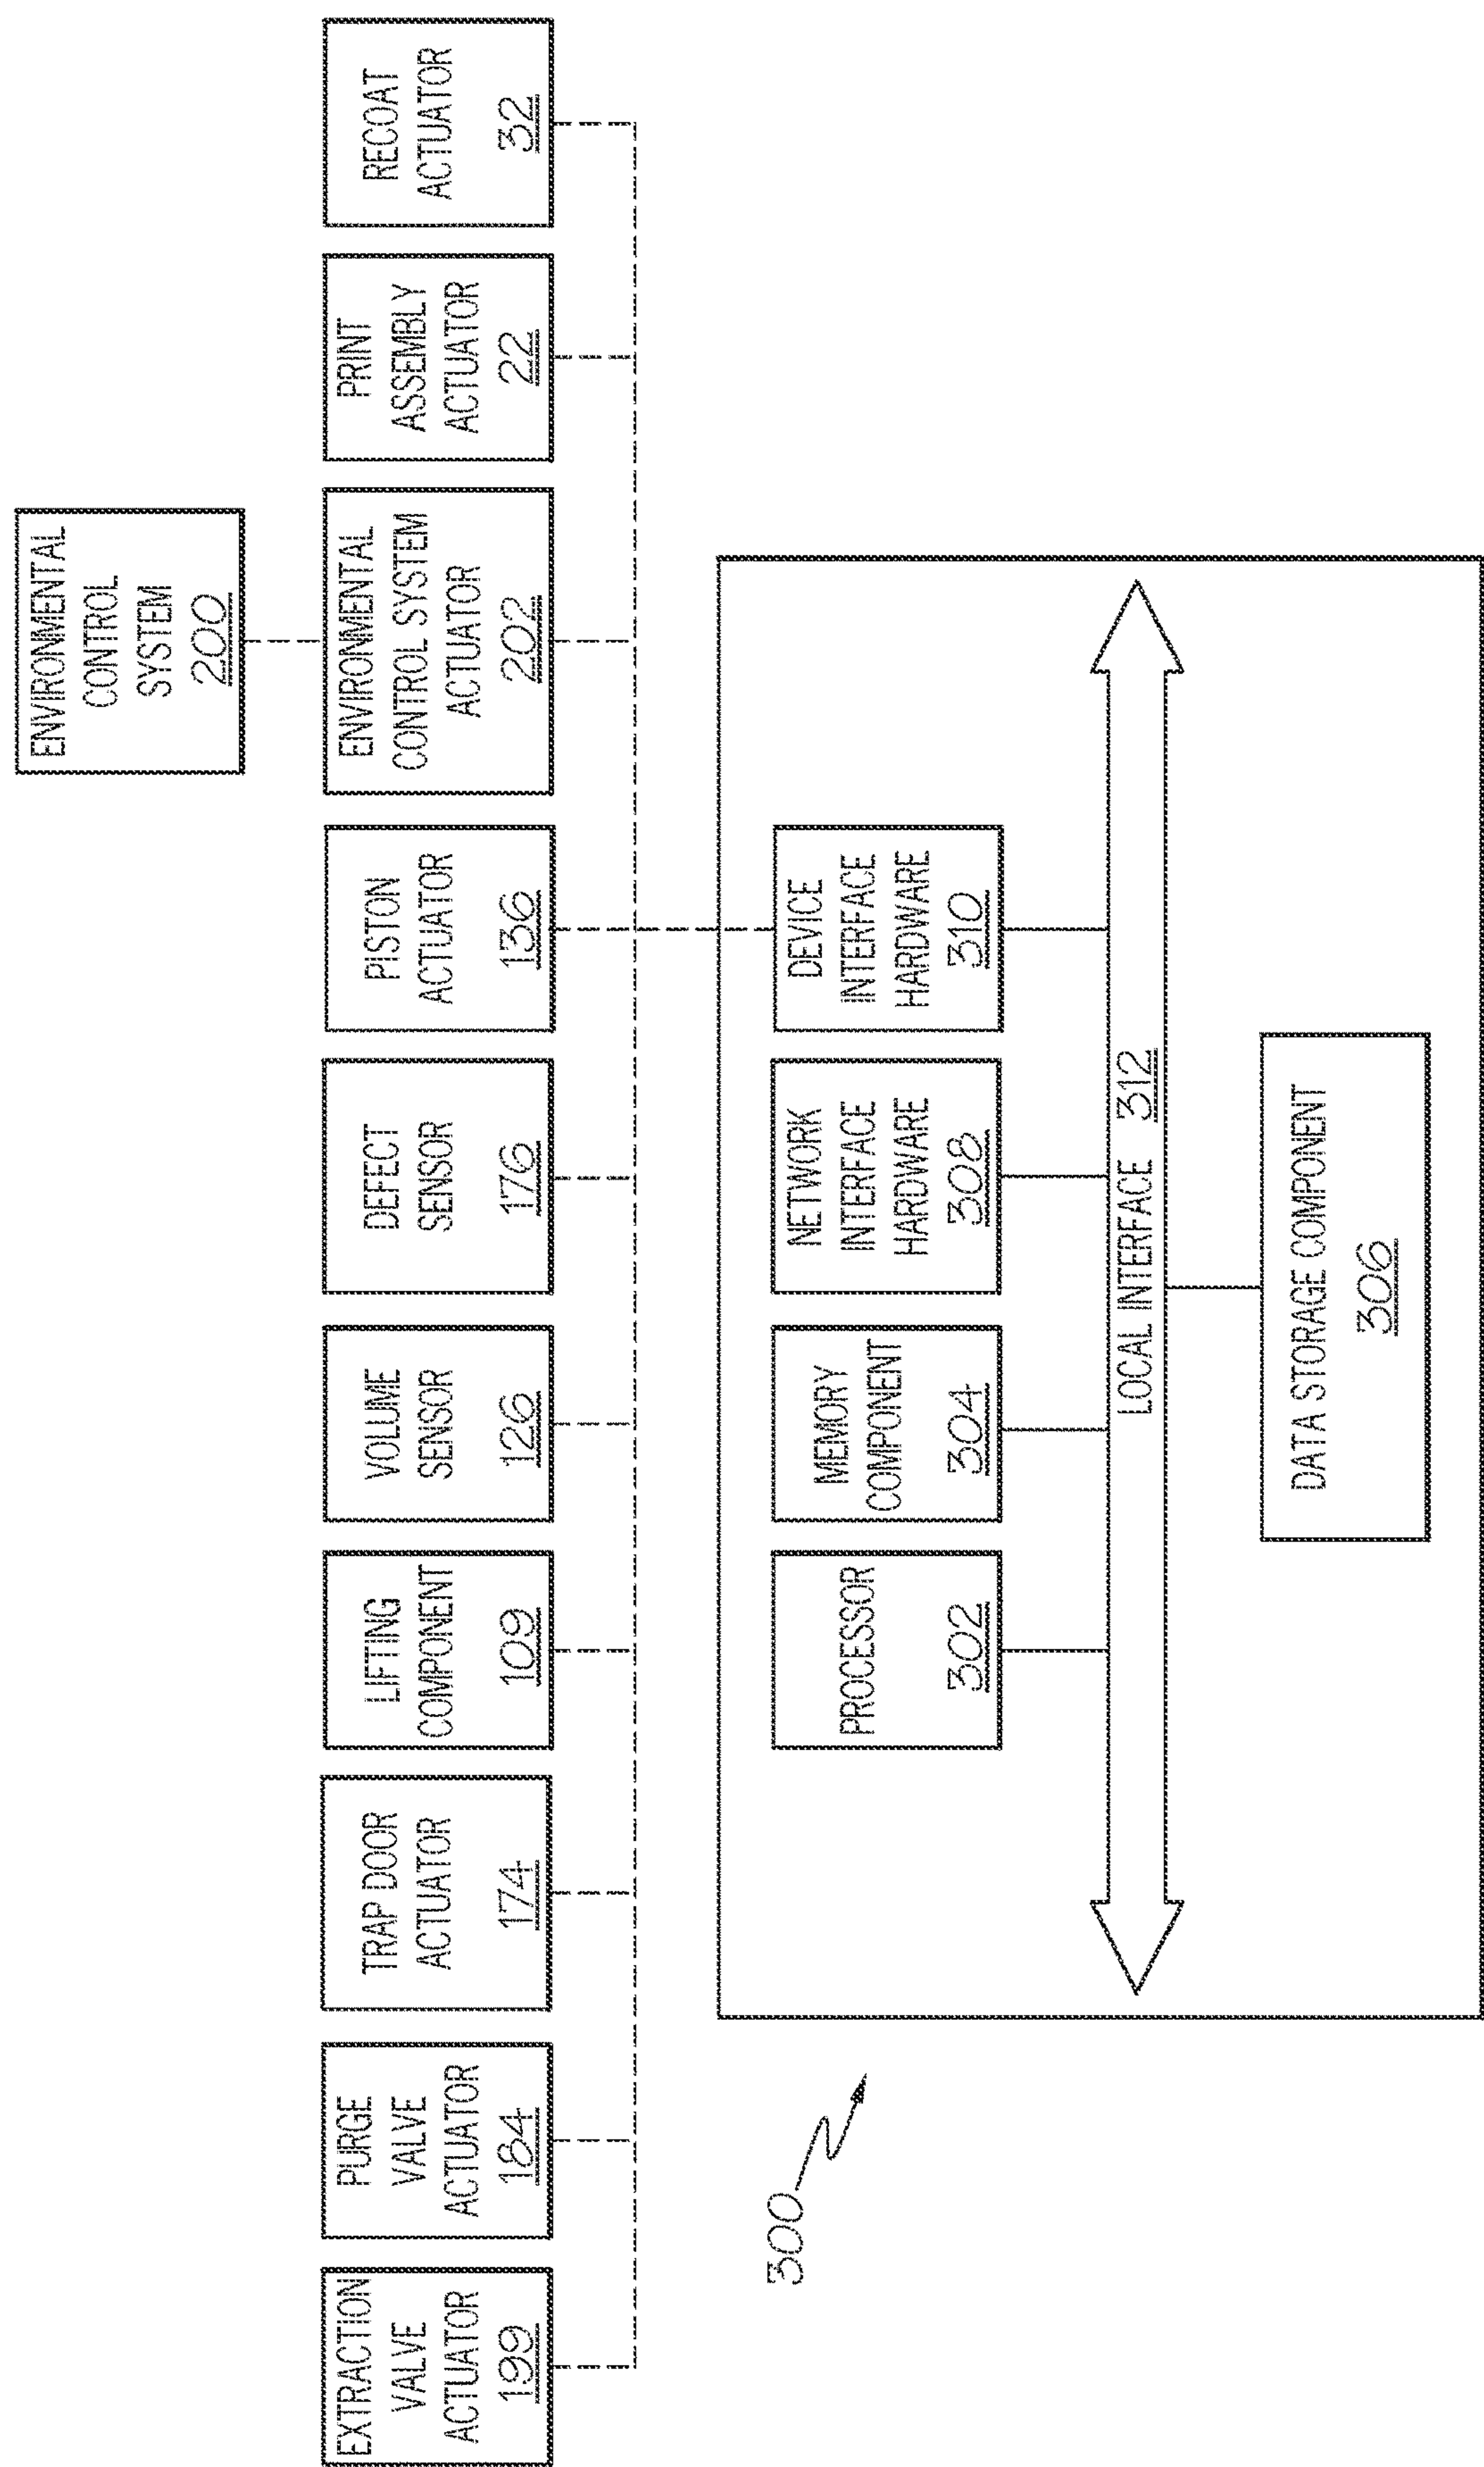 ENVIRONMENTAL
CONTROL
SYSTEM
200
EXTRACTION
VALVE
ACTUATOR
199
PURGE
VALVE
ACTUATOR
184
TRAP DOOR
ACTUATOR
174
LIFTING
COMPONENT
109
VOLUME
SENSOR
126
DEFECT
SENSOR
176
PISTON
ACTUATOR
136
ENVIRONMENTAL
CONTROL SYSTEM
ACTUATOR
202
PRINT
ASSEMBLY
ACTUATOR
22
RECOAT
ACTUATOR
32
300
PROCESSOR
302
MEMORY
COMPONENT
304
NETWORK
INTERFACE
HARDWARE
308
DEVICE
INTERFACE
HARDWARE
310
LOCAL INTERFACE 312
DATA STORAGE COMPONENT
306